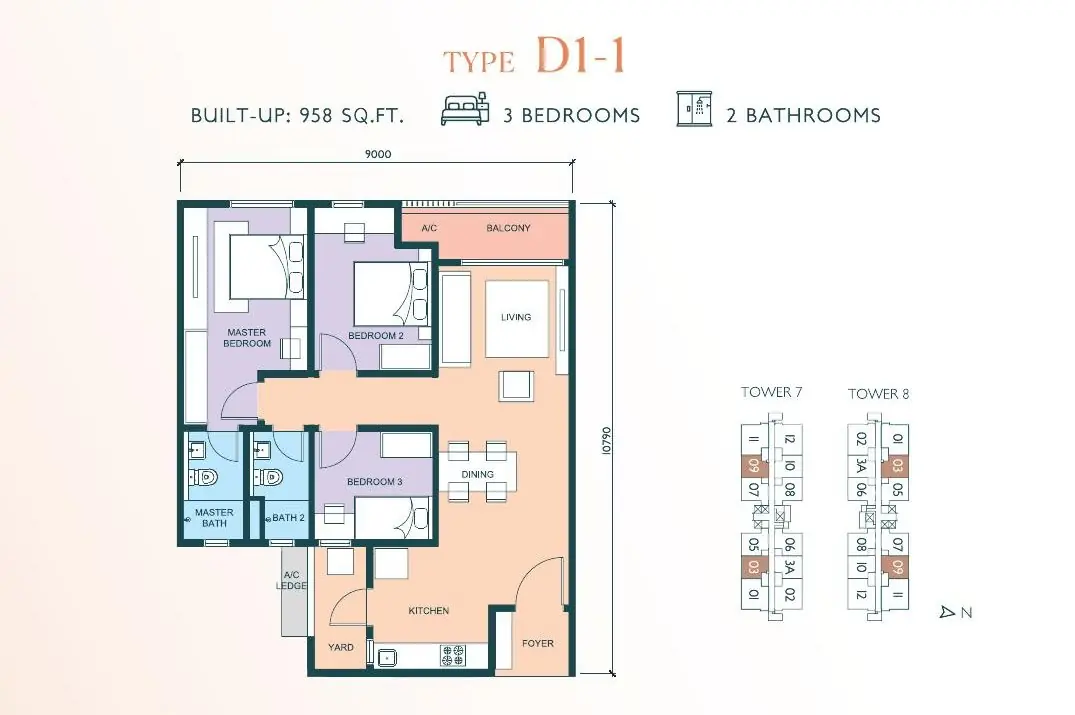 TYPE D1-1
BUILT-UP: 958 SQ.FT.
3 BEDROOMS
2 BATHROOMS
9000
A/C
BALCONY
LIVING
MASTER
BEDROOM
BEDROOM 2
10760
TOWER 7
TOWER 8
11
12
02
01
09
10
3A
03
07
08
06
05
DINING
BEDROOM 3
MASTER
BATH
BATH 2
05
06
08
07
03
3A
10
09
01
02
12
11
A/C
LEDGE
KITCHEN
N
YARD
FOYER